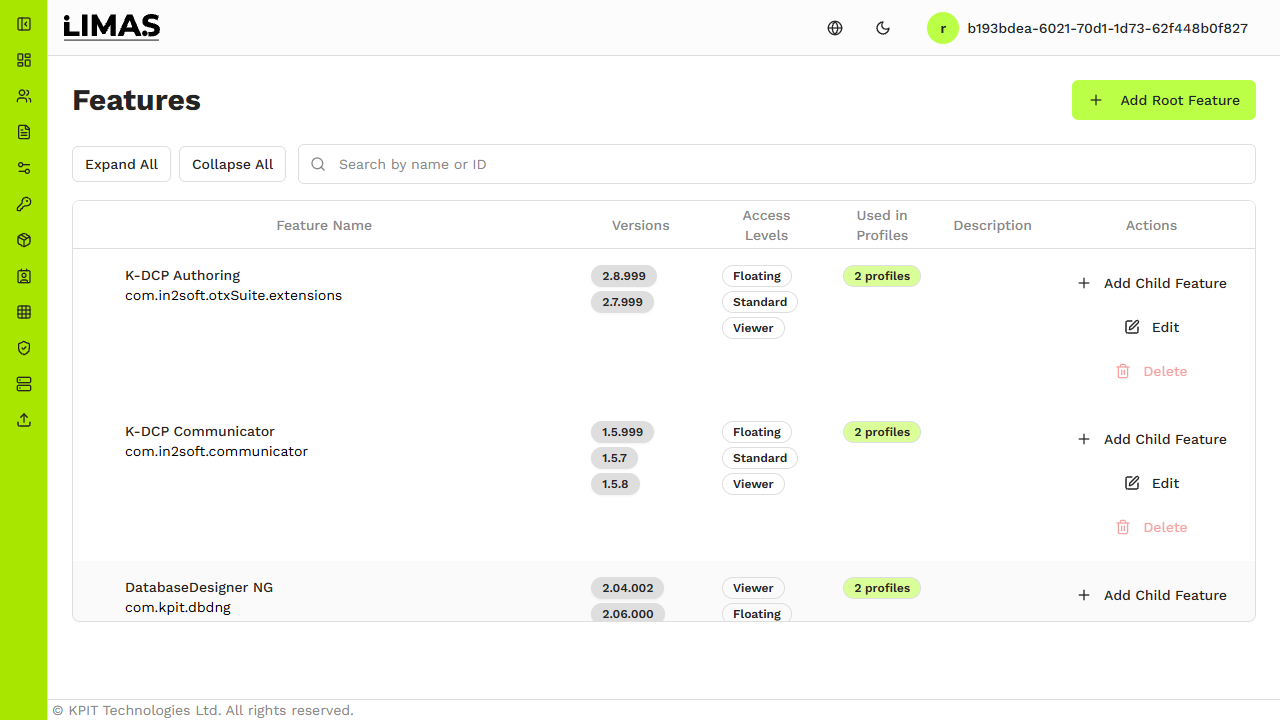 LIMAS
r b193bdea-6021-70d1-1d73-62f448b0f827
Features
Add Root Feature
Expand All Collapse All Search by name or ID
Feature Name Versions Access Levels Used in Profiles Description Actions
K-DCP Authoring
com.in2soft.otxSuite.extensions
2.8.999
2.7.999
Floating
Standard
Viewer
2 profiles
Add Child Feature
Edit
Delete
K-DCP Communicator
com.in2soft.communicator
1.5.999
1.5.7
1.5.8
Floating
Standard
Viewer
2 profiles
Add Child Feature
Edit
Delete
DatabaseDesigner NG
com.kpit.dbdng
2.04.002
2.06.000
Viewer
Floating
2 profiles
Add Child Feature
© KPIT Technologies Ltd. All rights reserved.